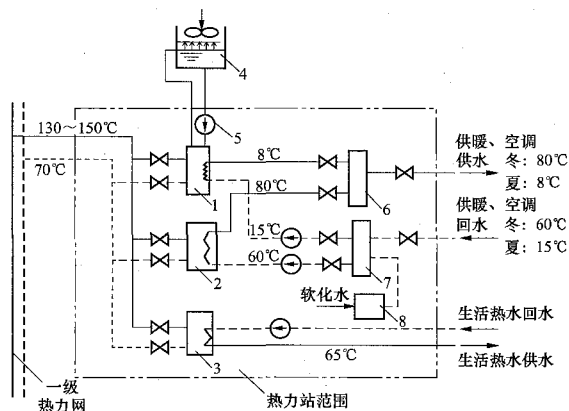 4
5
130～150℃
70℃
8℃
80℃
1
6
供暖、空调
供水 冬：80℃
夏：8℃
供暖、空调
回水 冬：60℃
夏：15℃
15℃
60℃
2
7
软化水
8
生活热水回水
65℃
3
生活热水供水
一级
热力网
热力站范围